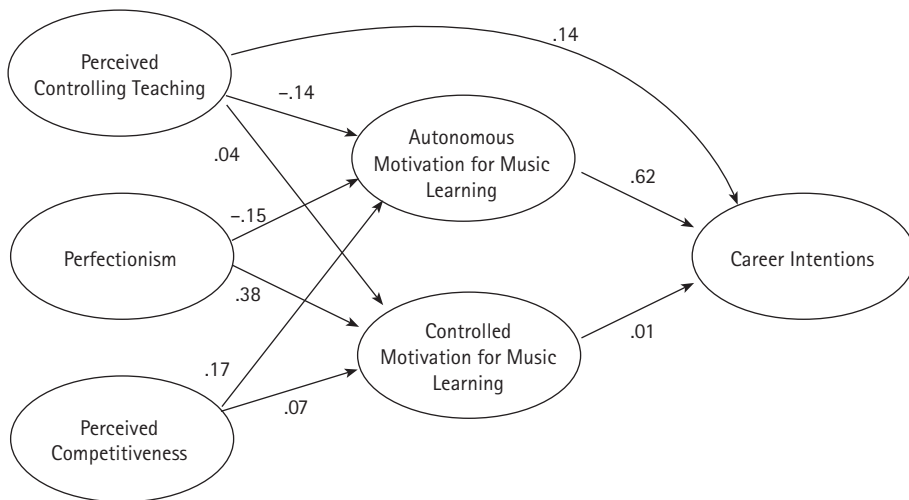 .14
Perceived
Controlling Teaching
–.14
Autonomous
Motivation for Music
Learning
.04
.62
–.15
Perfectionism
Career Intentions
.38
Controlled
Motivation for Music
Learning
.01
.17
.07
Perceived
Competitiveness